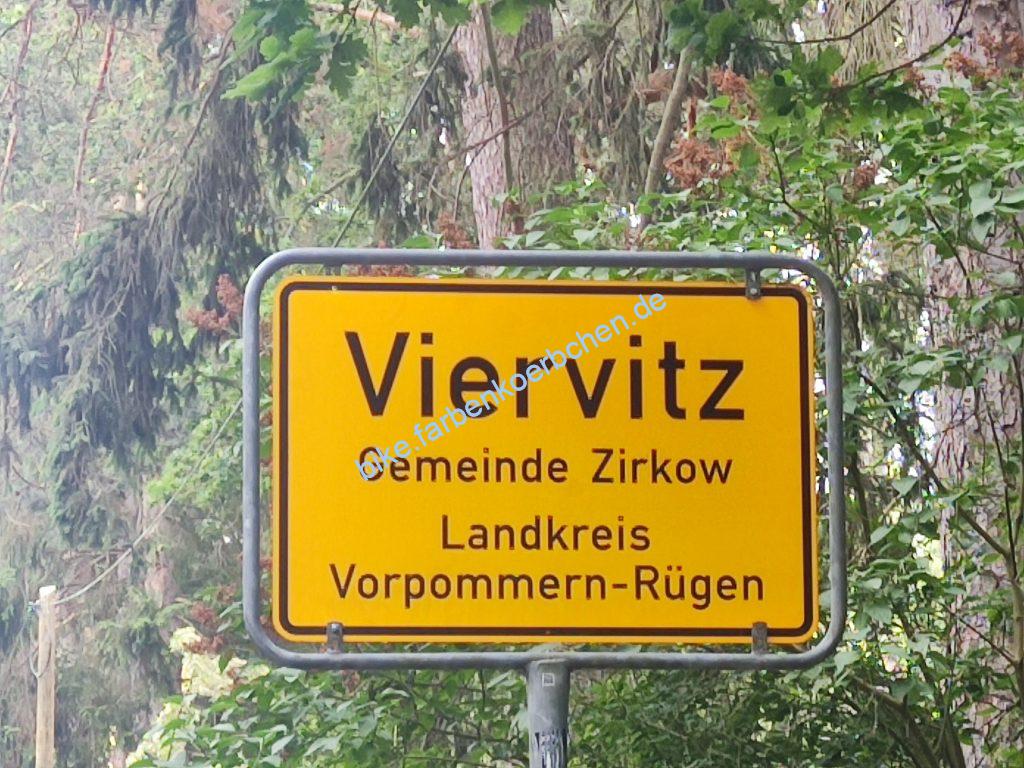 Viervitz
Gemeinde Zirkow
Landkreis
Vorpommern-Rügen
bike.farbenkoerbchen.de